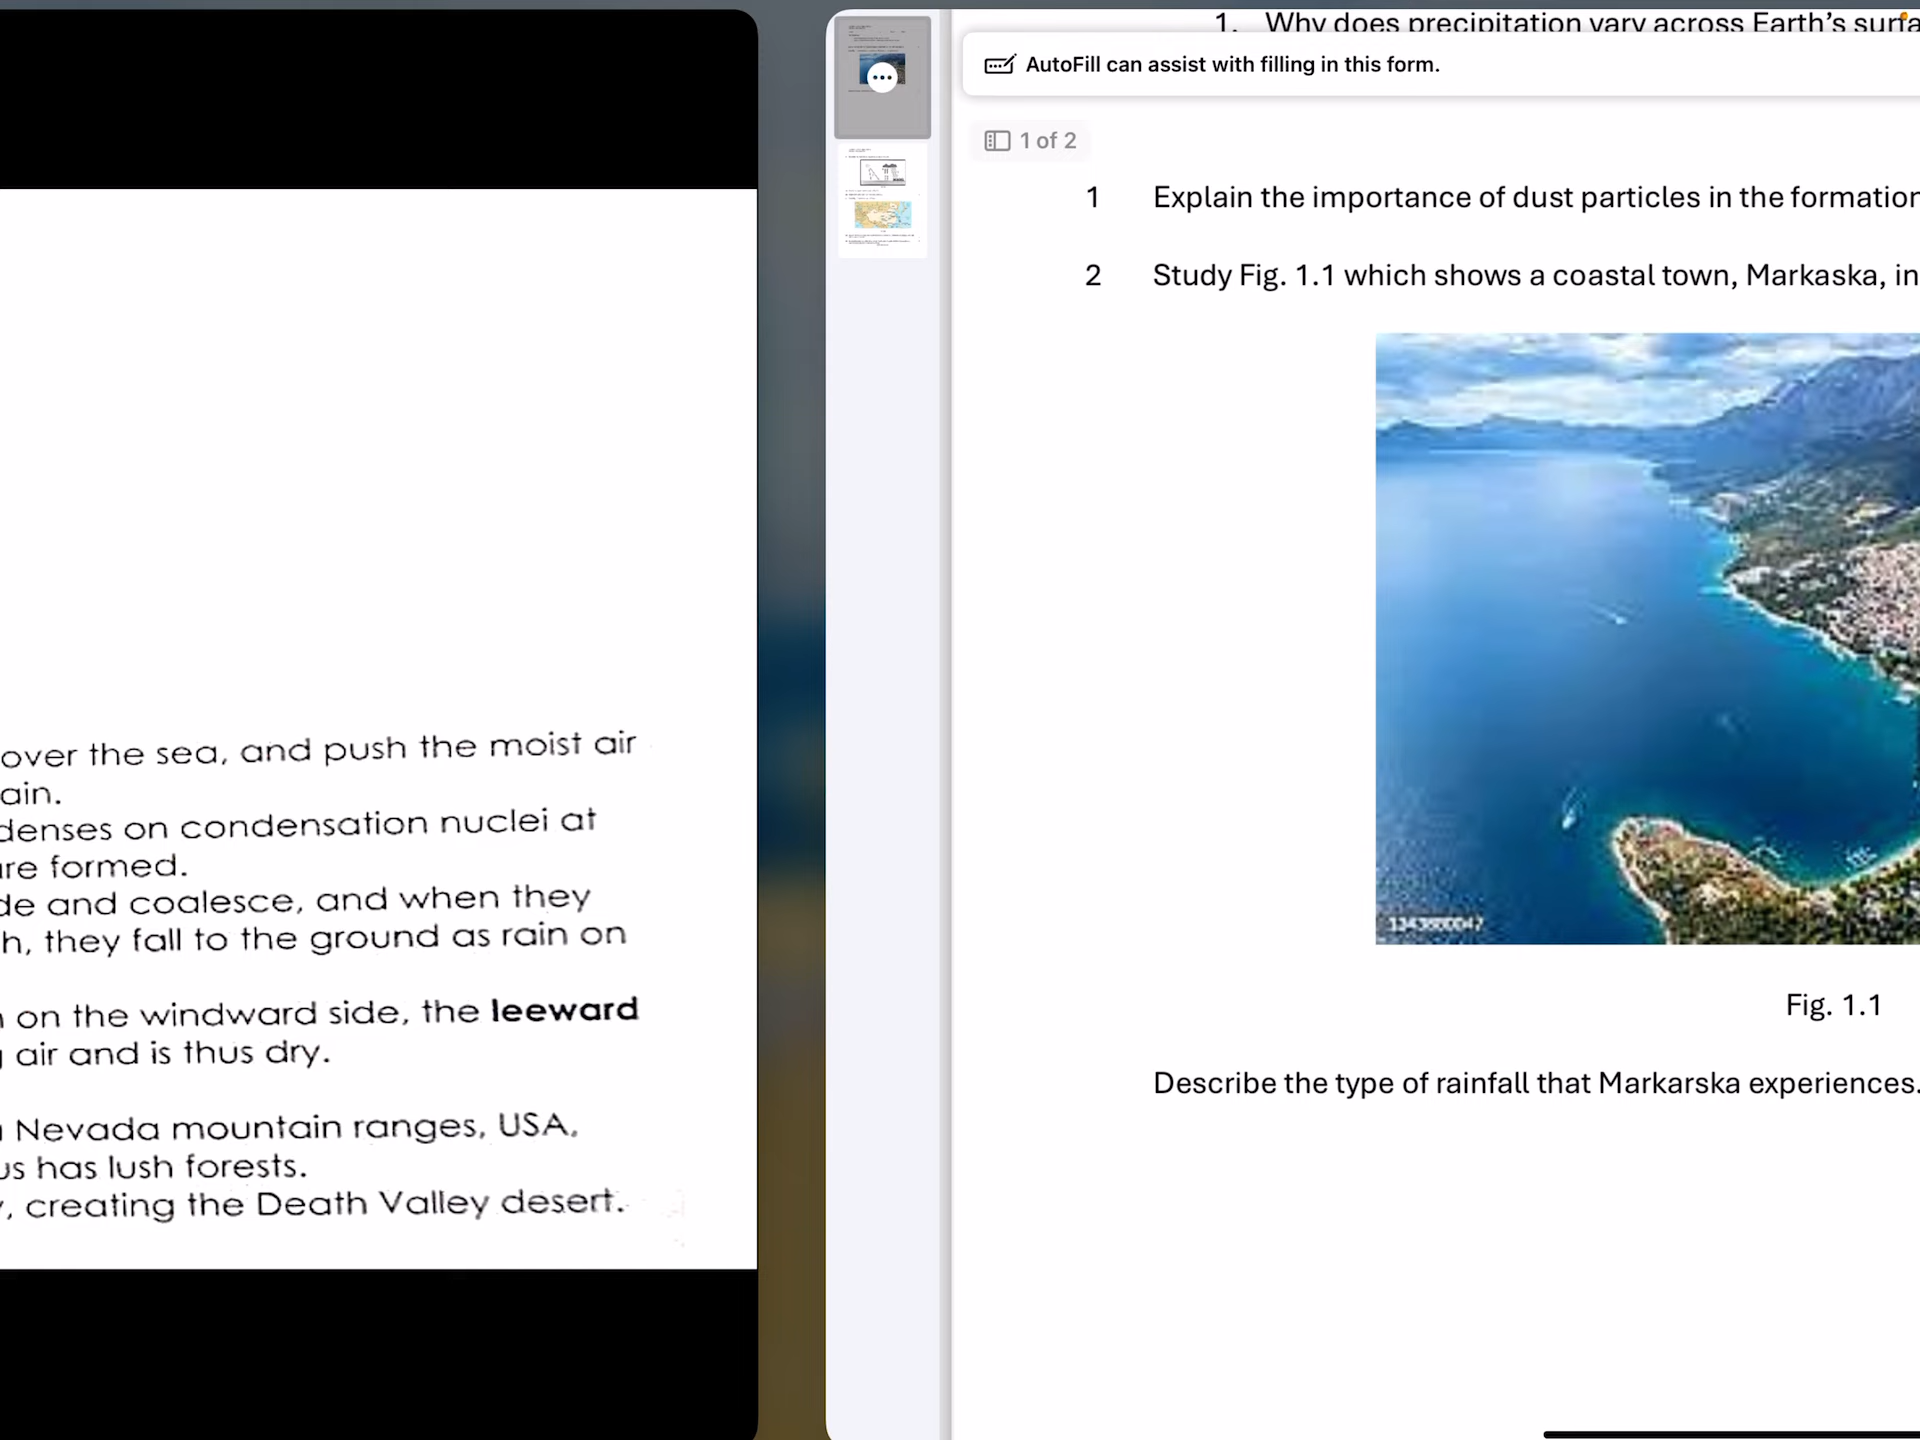 over the sea, and push the moist air
ain.
denses on condensation nuclei at
re formed.
de and coalesce, and when they
h, they fall to the ground as rain on
on the windward side, the leeward
air and is thus dry.
Nevada mountain ranges, USA,
us has lush forests.
, creating the Death Valley desert.
1. Why does precipitation vary across Earth's surfa
AutoFill can assist with filling in this form.
1 of 2
1 Explain the importance of dust particles in the formation
2 Study Fig. 1.1 which shows a coastal town, Markaska, in
Fig. 1.1
Describe the type of rainfall that Markarska experiences.